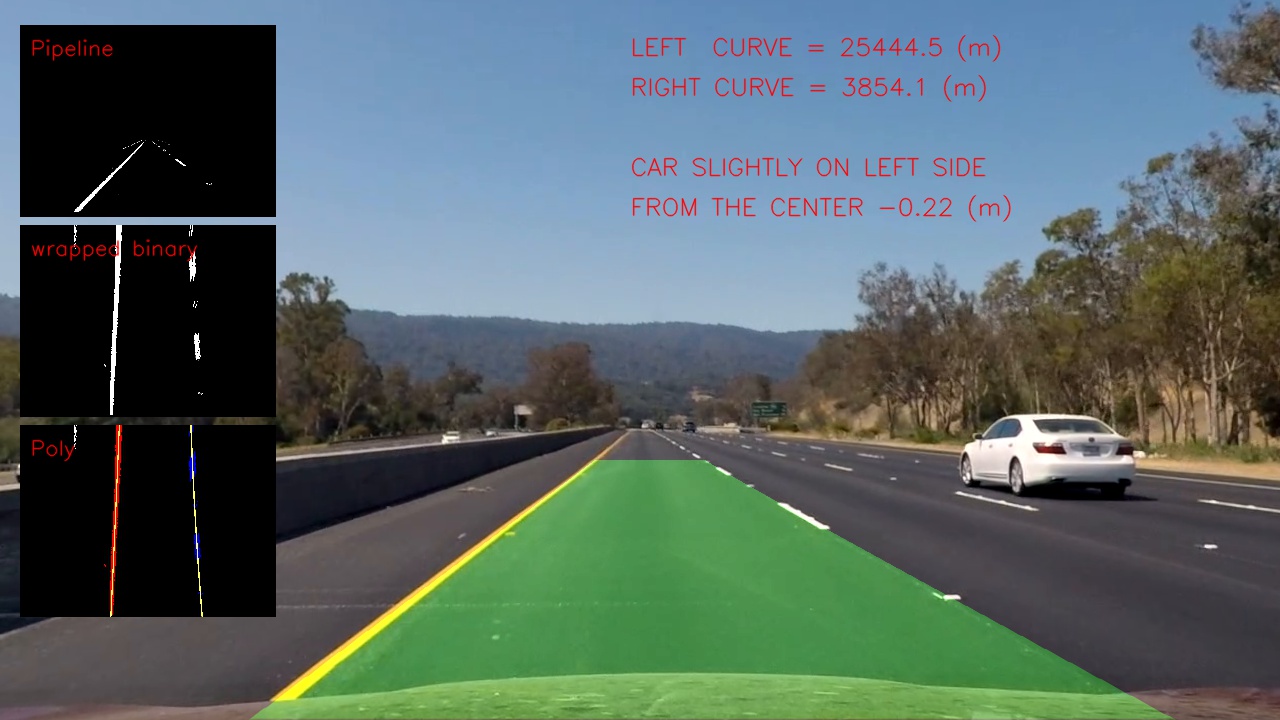 Pipeline
wrapped binary
Poly
LEFT CURVE = 25444.5 (m)
RIGHT CURVE = 3854.1 (m)
CAR SLIGHTLY ON LEFT SIDE
FROM THE CENTER -0.22 (m)